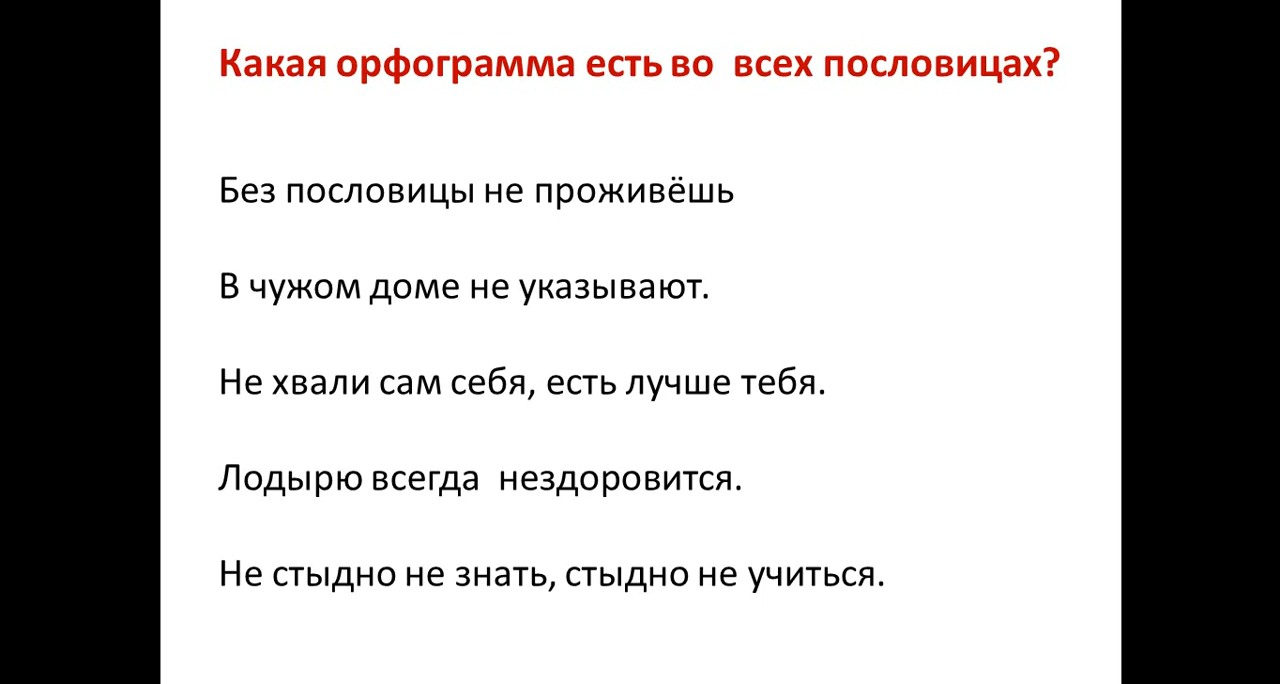 Какая орфограмма есть во всех пословицах?
Без пословицы не проживёшь
В чужом доме не указывают.
Не хвали сам себя, есть лучше тебя.
Лодырю всегда нездоровится.
Не стыдно не знать, стыдно не учиться.